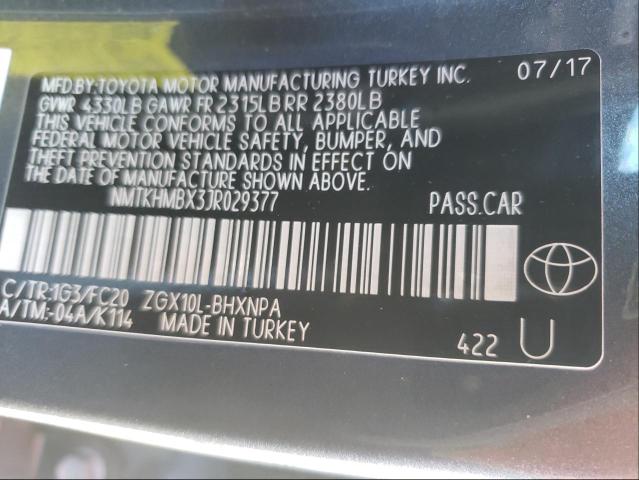 MFD.BY:TOYOTA MOTOR MANUFACTURING TURKEY INC. 07/17
GVWR 4330LB GAWR FR 2315LB RR 2380LB
THIS VEHICLE CONFORMS TO ALL APPLICABLE
FEDERAL MOTOR VEHICLE SAFETY, BUMPER, AND
THEFT PREVENTION STANDARDS IN EFFECT ON
THE DATE OF MANUFACTURE SHOWN ABOVE.
NMTKHMBX3JR029377 PASS.CAR
C/TR:1G3/FC20 ZGX10L-BHXNPA
A/TM:-04A/K114 MADE IN TURKEY
422 U